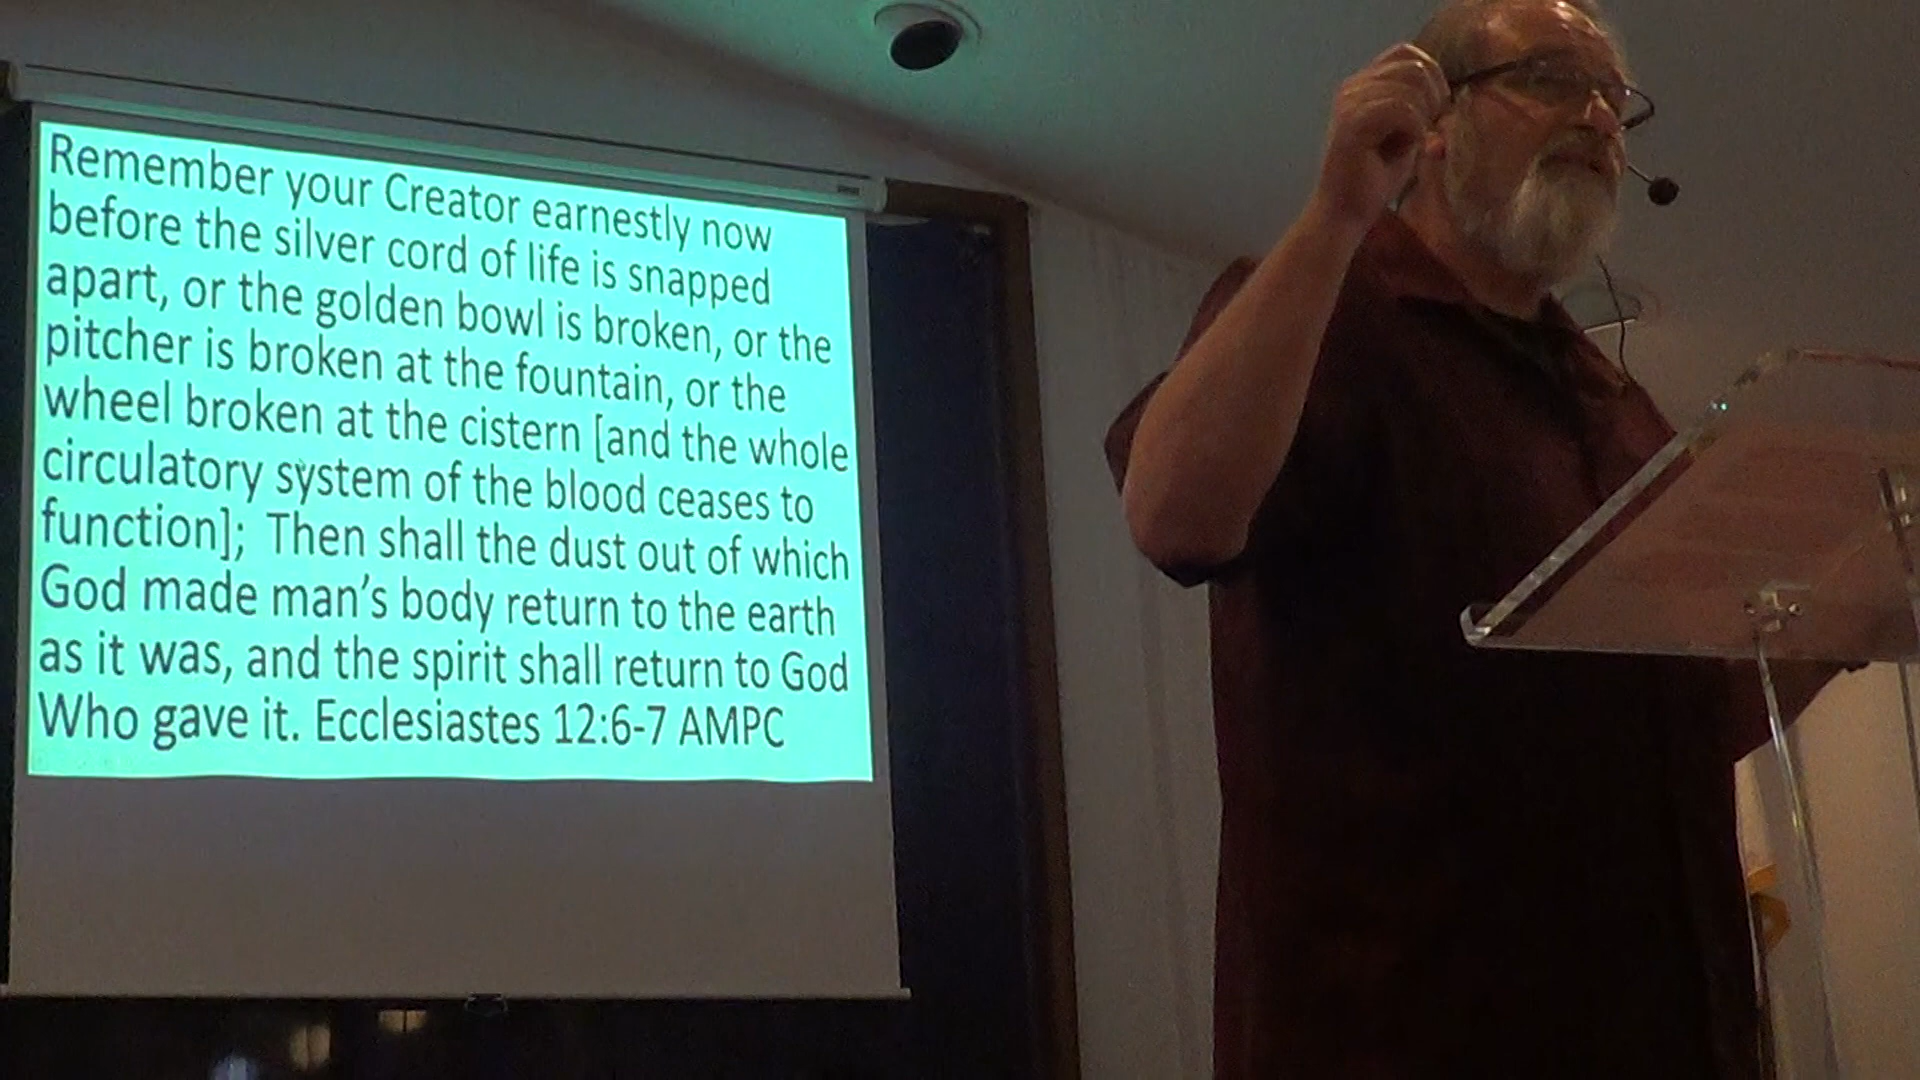 Remember your Creator earnestly now
before the silver cord of life is snapped
apart, or the golden bowl is broken, or the
pitcher is broken at the fountain, or the
wheel broken at the cistern [and the whole
circulatory system of the blood ceases to
function];  Then shall the dust out of which
God made man’s body return to the earth
as it was, and the spirit shall return to God
Who gave it. Ecclesiastes 12:6-7 AMPC